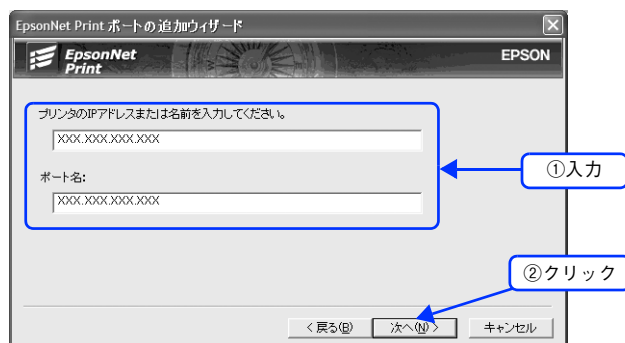 EpsonNet Print ポートの追加ウィザード
EpsonNet
Print
EPSON
プリンタのIPアドレスまたは名前を入力してください。
XXX.XXX.XXX.XXX
①入力
ポート名:
XXX.XXX.XXX.XXX
②クリック
< 戻る(B)
次へ(N) >
キャンセル